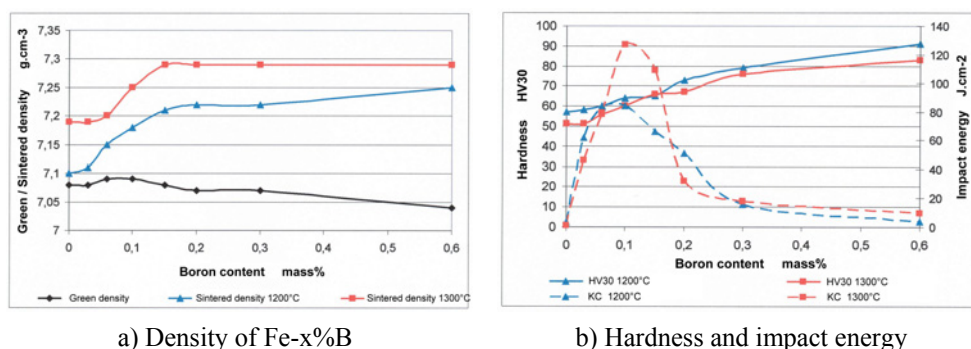 7,35
7,3
7,25
7,2
7,15
7,1
7,05
7
g.cm-3
Green / Sintered density
0 0,1 0,2 0,3 0,4 0,5 0,6
Boron content mass%
Green density Sintered density 1200°C Sintered density 1300°C
a) Density of Fe-x%B
100
90
80
70
60
50
40
30
20
10
0
Hardness HV30
140
120
100
80
60
40
20
0
Impact energy J.cm-2
0 0,1 0,2 0,3 0,4 0,5 0,6
Boron content mass%
HV30 1200°C HV30 1300°C
KC 1200°C KC 1300°C
b) Hardness and impact energy